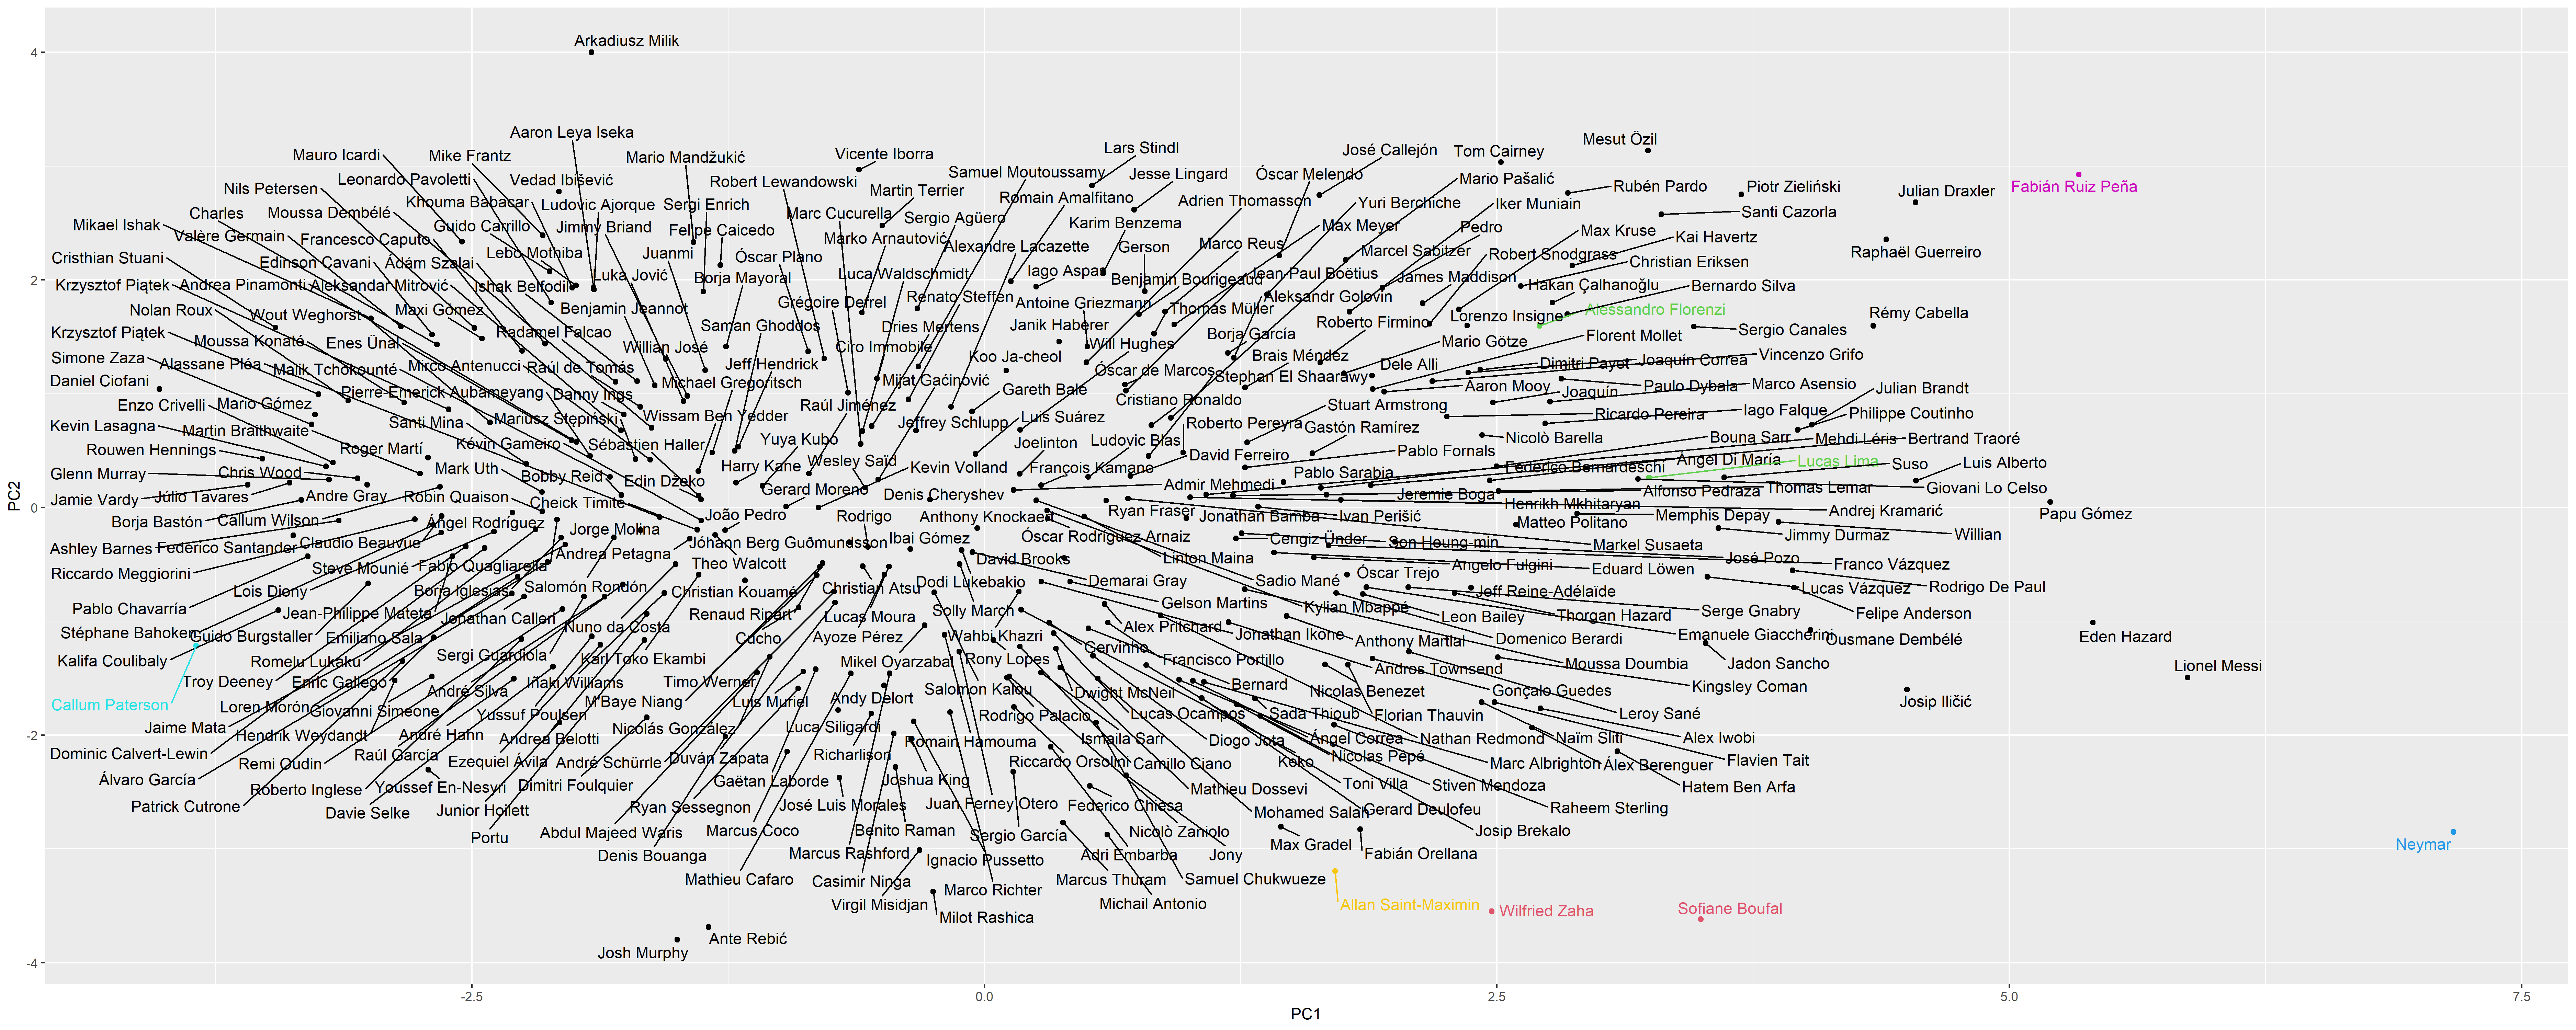 4
2
0
-2
-4
PC2
-2.5
0.0
2.5
5.0
7.5
PC1
Arkadiusz Milik
Aaron Leya Iseka
Mauro Icardi
Mike Frantz
Mario Mandžukić
Vicente Iborra
Lars Stindl
José Callejón
Tom Cairney
Mesut Özil
Leonardo Pavoletti
Vedad Ibišević
Robert Lewandowski
Samuel Moutoussamy
Jesse Lingard
Óscar Melendo
Mario Pašalić
Rubén Pardo
Piotr Zieliński
Julian Draxler
Fabián Ruiz Peña
Nils Petersen
Khouma Babacar
Martin Terrier
Romain Amalfitano
Adrien Thomasson
Yuri Berchiche
Iker Muniain
Santi Cazorla
Charles
Moussa Dembélé
Ludovic Ajorque
Sergi Enrich
Marc Cucurella
Sergio Agüero
Karim Benzema
Max Meyer
Pedro
Mikael Ishak
Guido Carrillo
Jimmy Briand
Felipe Caicedo
Max Kruse
Valère Germain
Francesco Caputo
Marko Arnautović
Alexandre Lacazette
Gerson
Marco Reus
Marcel Sabitzer
Kai Havertz
Cristhian Stuani
Edinson Cavani
Ádám Szalai
Lebo Mothiba
Juanmi
Óscar Plano
Robert Snodgrass
Raphaël Guerreiro
Christian Eriksen
Luka Jović
Borja Mayoral
Luca Waldschmidt
Iago Aspas
Benjamin Bourigeaud
Jean-Paul Boëtius
James Maddison
Hakan Çalhanoğlu
Bernardo Silva
Krzysztof Piątek
Andrea Pinamonti
Aleksandar Mitrović
Ishak Belfodil
Renato Steffen
Aleksandr Golovin
Nolan Roux
Wout Weghorst
Maxi Gómez
Benjamin Jeannot
Grégoire Defrel
Antoine Griezmann
Thomas Müller
Lorenzo Insigne
Alessandro Florenzi
Rémy Cabella
Krzysztof Piątek
Radamel Falcao
Saman Ghoddos
Dries Mertens
Janik Haberer
Borja García
Roberto Firmino
Sergio Canales
Moussa Konaté
Enes Ünal
Willian José
Ciro Immobile
Will Hughes
Mario Götze
Florent Mollet
Simone Zaza
Alassane Pléa
Mirco Antenucci
Raúl de Tomás
Jeff Hendrick
Koo Ja-cheol
Brais Méndez
Dele Alli
Dimitri Payet
Joaquín Correa
Vincenzo Grifo
Daniel Ciofani
Malik Tchokounté
Michael Gregoritsch
Mijat Gaćinović
Óscar de Marcos
Stephan El Shaarawy
Pierre-Emerick Aubameyang
Danny Ings
Gareth Bale
Cristiano Ronaldo
Aaron Mooy
Joaquín
Paulo Dybala
Marco Asensio
Julian Brandt
Enzo Crivelli
Mario Gómez
Raúl Jiménez
Stuart Armstrong
Ricardo Pereira
Iago Falque
Philippe Coutinho
Kevin Lasagna
Martin Braithwaite
Santi Mina
Mariusz Stępiński
Wissam Ben Yedder
Jeffrey Schlupp
Luis Suárez
Roberto Pereyra
Gastón Ramírez
Rouwen Hennings
Roger Martí
Kévin Gameiro
Sébastien Haller
Yuya Kubo
Joelinton
Ludovic Blas
Nicolò Barella
Bouna Sarr
Mehdi Léris
Bertrand Traoré
Glenn Murray
Chris Wood
Mark Uth
Bobby Reid
Harry Kane
Wesley Saïd
Kevin Volland
François Kamano
David Ferreiro
Pablo Fornals
Pablo Sarabia
Federico Bernardeschi
Ángel Di María
Lucas Lima
Suso
Luis Alberto
Jamie Vardy
Júlio Tavares
Andre Gray
Robin Quaison
Edin Džeko
Gerard Moreno
Denis Cheryshev
Admir Mehmedi
Jeremie Boga
Alfonso Pedraza
Thomas Lemar
Giovani Lo Celso
Borja Bastón
Callum Wilson
Ángel Rodríguez
Cheick Timite
João Pedro
Rodrigo
Anthony Knockaert
Ryan Fraser
Jonathan Bamba
Ivan Perišić
Henrikh Mkhitaryan
Matteo Politano
Memphis Depay
Andrej Kramarić
Papu Gómez
Ashley Barnes
Federico Santander
Claudio Beauvue
Jorge Molina
Jóhann Berg Guðmundsson
Ibai Gómez
Óscar Rodríguez Arnaiz
Cengiz Ünder
Son Heung-min
Markel Susaeta
Jimmy Durmaz
Willian
Riccardo Meggiorini
Steve Mounié
Fabio Quagliarella
Andrea Petagna
Theo Walcott
David Brooks
Linton Maina
Angelo Fulgini
Eduard Löwen
José Pozo
Franco Vázquez
Lois Diony
Borja Iglesias
Salomón Rondón
Christian Kouamé
Christian Atsu
Dodi Lukebakio
Demarai Gray
Sadio Mané
Óscar Trejo
Jeff Reine-Adélaïde
Lucas Vázquez
Rodrigo De Paul
Pablo Chavarría
Jean-Philippe Mateta
Jonathan Calleri
Renaud Ripart
Lucas Moura
Solly March
Gelson Martins
Kylian Mbappé
Leon Bailey
Thorgan Hazard
Serge Gnabry
Felipe Anderson
Stéphane Bahoken
Guido Burgstaller
Emiliano Sala
Nuno da Costa
Cucho
Ayoze Pérez
Wahbi Khazri
Alex Pritchard
Jonathan Ikone
Anthony Martial
Domenico Berardi
Emanuele Giaccherini
Ousmane Dembélé
Eden Hazard
Kalifa Coulibaly
Romelu Lukaku
Sergi Guardiola
Karl Toko Ekambi
Mikel Oyarzabal
Rony Lopes
Gervinho
Francisco Portillo
Andros Townsend
Moussa Doumbia
Jadon Sancho
Lionel Messi
Troy Deeney
Enric Gallego
André Silva
Iñaki Williams
Timo Werner
Salomon Kalou
Dwight McNeil
Bernard
Nicolas Benezet
Gonçalo Guedes
Kingsley Coman
Josip Iličić
Callum Paterson
Loren Morón
Giovanni Simeone
Yussuf Poulsen
M'Baye Niang
Luis Muriel
Andy Delort
Rodrigo Palacio
Lucas Ocampos
Sada Thioub
Florian Thauvin
Leroy Sané
Jaime Mata
Hendrik Weydandt
André Hahn
Andrea Belotti
Nicolás González
Luca Siligardi
Romain Hamouma
Ismaila Sarr
Diogo Jota
Ángel Correa
Nathan Redmond
Naïm Sliti
Alex Iwobi
Dominic Calvert-Lewin
Remi Oudin
Raúl García
Ezequiel Ávila
André Schürrle
Duván Zapata
Richarlison
Riccardo Orsolini
Camillo Ciano
Keko
Nicolas Pépé
Marc Albrighton
Álex Berenguer
Flavien Tait
Álvaro García
Roberto Inglese
Youssef En-Nesyri
Dimitri Foulquier
Gaëtan Laborde
Joshua King
Mathieu Dossevi
Toni Villa
Stiven Mendoza
Hatem Ben Arfa
Patrick Cutrone
Davie Selke
Junior Hoilett
Ryan Sessegnon
José Luis Morales
Juan Ferney Otero
Federico Chiesa
Mohamed Salah
Gerard Deulofeu
Raheem Sterling
Portu
Abdul Majeed Waris
Marcus Coco
Benito Raman
Sergio García
Nicolò Zaniolo
Max Gradel
Josip Brekalo
Neymar
Denis Bouanga
Marcus Rashford
Ignacio Pussetto
Adri Embarba
Jony
Fabián Orellana
Mathieu Cafaro
Casimir Ninga
Marco Richter
Marcus Thuram
Samuel Chukwueze
Virgil Misidjan
Milot Rashica
Michail Antonio
Allan Saint-Maximin
Wilfried Zaha
Sofiane Boufal
Josh Murphy
Ante Rebić